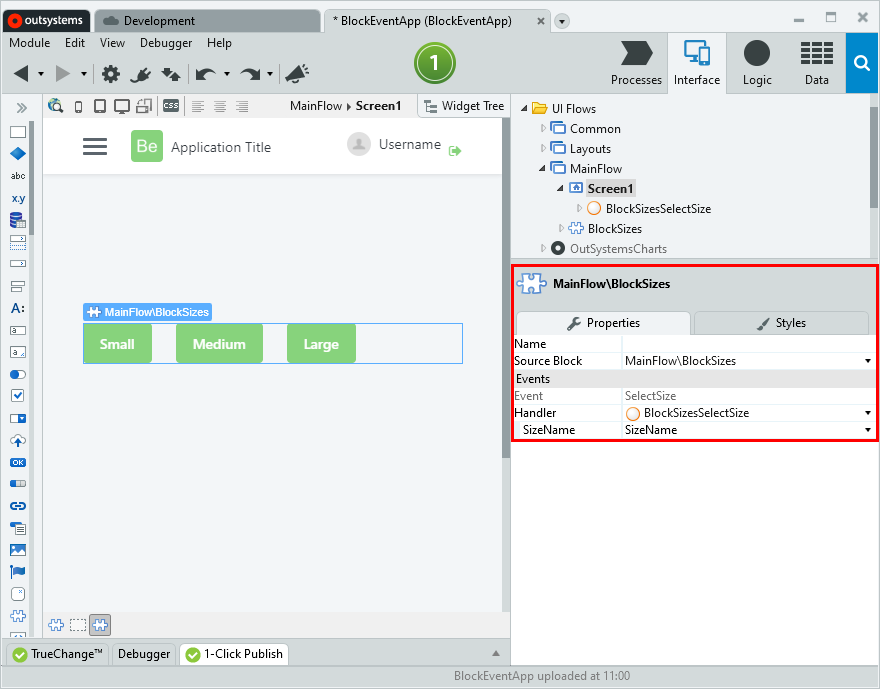 outsystems
Development
* BlockEventApp (BlockEventApp)
Module Edit View Debugger Help
1
Processes
Interface
Logic
Data
CSS
MainFlow Screen1
Widget Tree
Be
Application Title
Username
MainFlow\BlockSizes
Small
Medium
Large
abc
x.y
A:
a
a
OK
UI Flows
Common
Layouts
MainFlow
Screen1
BlockSizesSelectSize
BlockSizes
OutSystemsCharts
MainFlow\BlockSizes
Properties
Styles
Name
Source Block MainFlow\BlockSizes
Events
Event SelectSize
Handler BlockSizesSelectSize
SizeName SizeName
TrueChange™
Debugger
1-Click Publish
BlockEventApp uploaded at 11:00